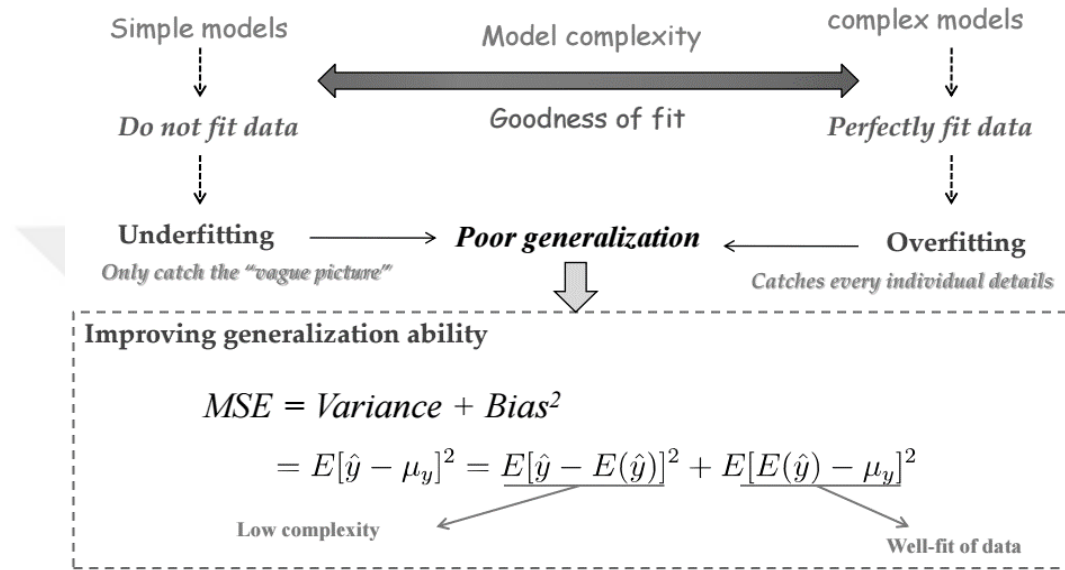 Simple models
Model complexity
complex models
Do not fit data
Goodness of fit
Perfectly fit data
Underfitting
Poor generalization
Overfitting
Only catch the “vague picture”
Catches every individual details
Improving generalization ability
MSE = Variance + Bias²
= E[ŷ − μ_y]² = E[ŷ − E(ŷ)]² + E[E(ŷ) − μ_y]²
Low complexity
Well-fit of data